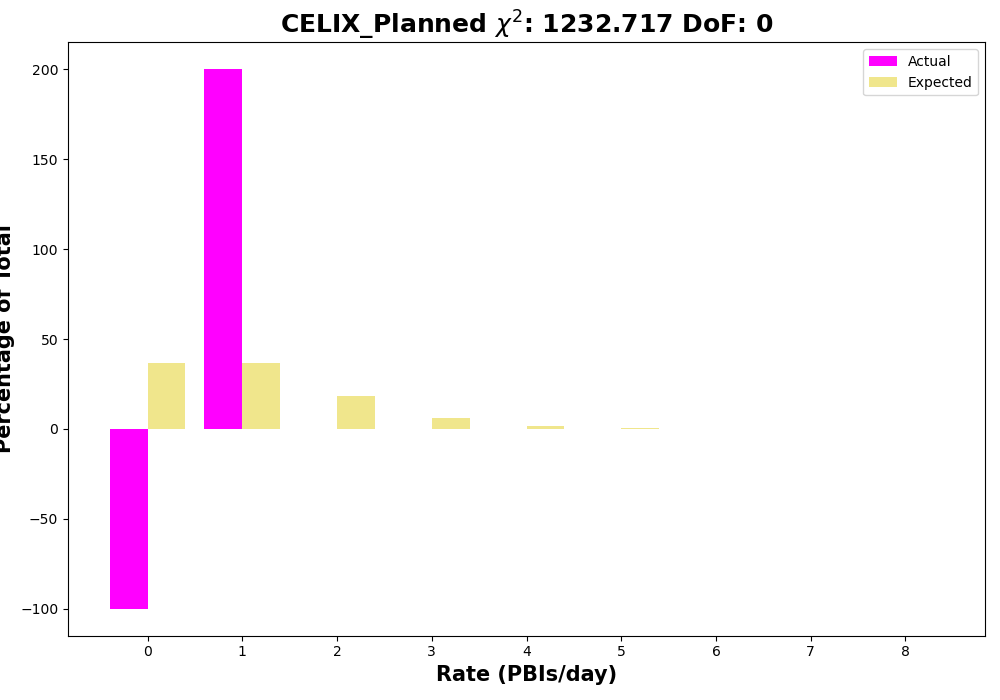 CELIX_Planned χ²: 1232.717 DoF: 0
Actual
Expected
200
150
100
50
0
−50
−100
Percentage of Total
0 1 2 3 4 5 6 7 8
Rate (PBIs/day)